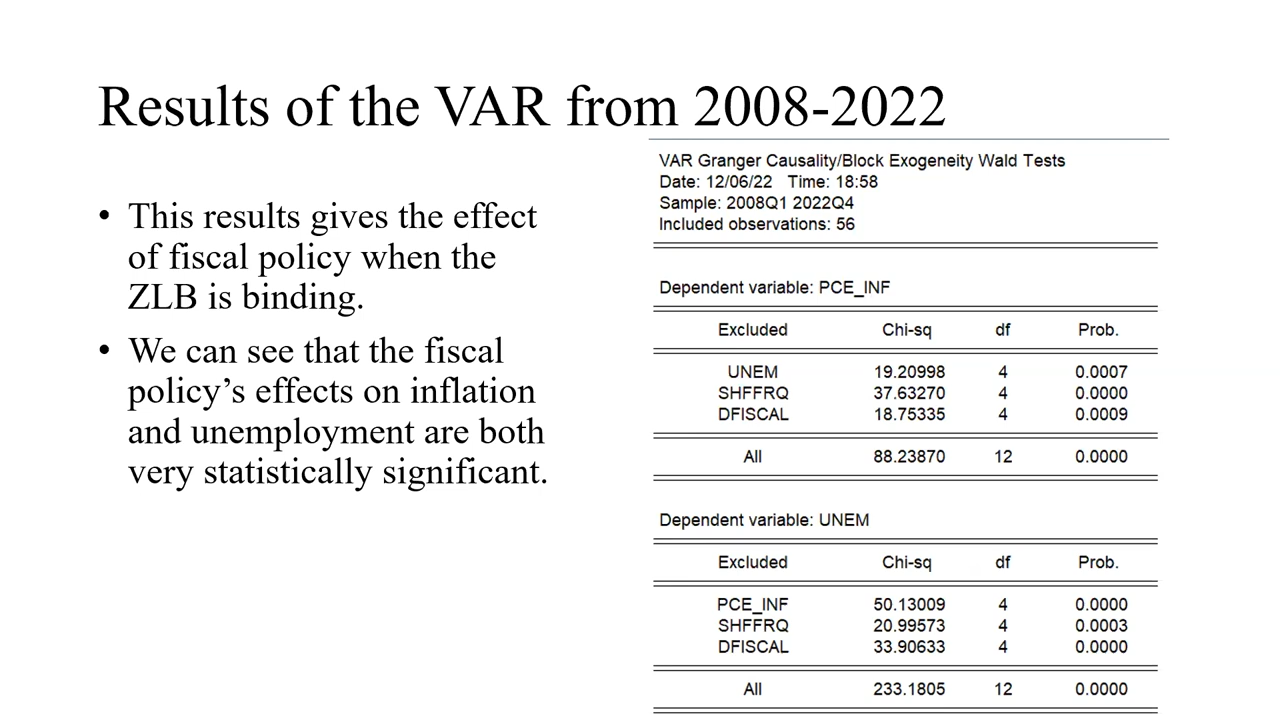 Results of the VAR from 2008-2022
• This results gives the effect
of fiscal policy when the
ZLB is binding.
• We can see that the fiscal
policy’s effects on inflation
and unemployment are both
very statistically significant.
VAR Granger Causality/Block Exogeneity Wald Tests
Date: 12/06/22 Time: 18:58
Sample: 2008Q1 2022Q4
Included observations: 56
Dependent variable: PCE_INF
Excluded Chi-sq df Prob.
UNEM 19.20998 4 0.0007
SHFFRQ 37.63270 4 0.0000
DFISCAL 18.75335 4 0.0009
All 88.23870 12 0.0000
Dependent variable: UNEM
Excluded Chi-sq df Prob.
PCE_INF 50.13009 4 0.0000
SHFFRQ 20.99573 4 0.0003
DFISCAL 33.90633 4 0.0000
All 233.1805 12 0.0000